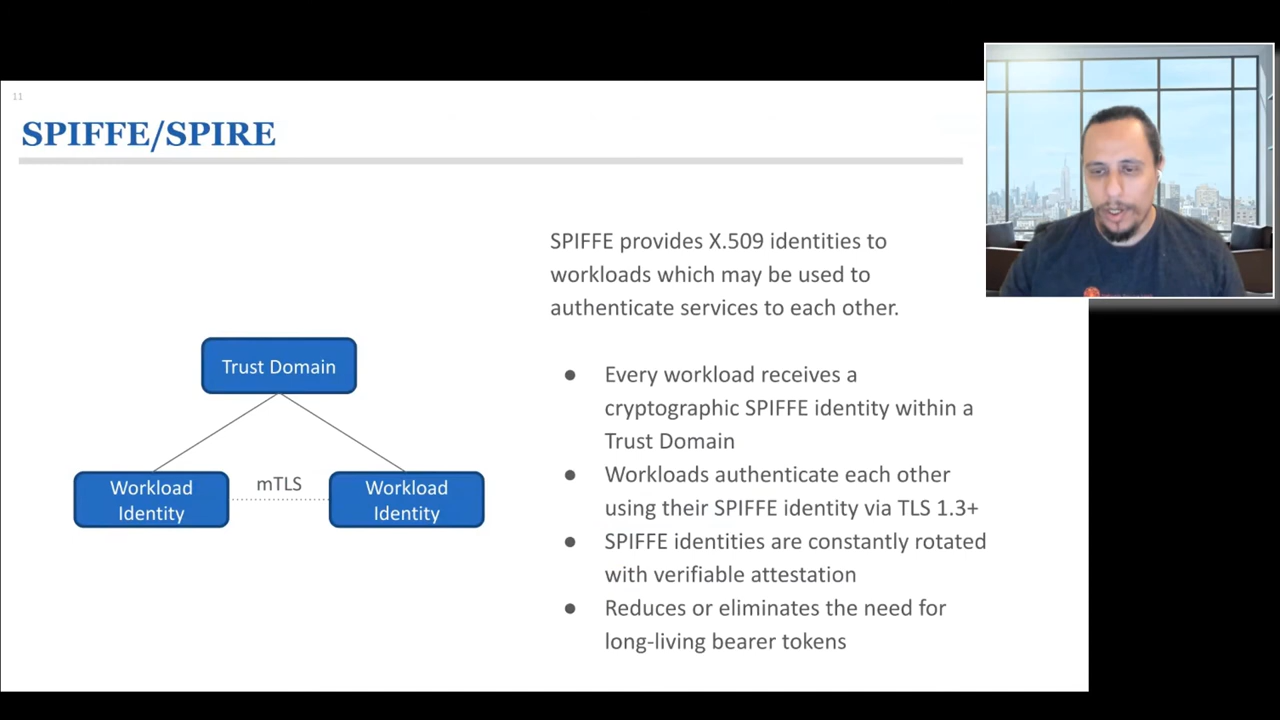 11
SPIFFE/SPIRE
SPIFFE provides X.509 identities to
workloads which may be used to
authenticate services to each other.
Trust Domain
Workload
Identity
mTLS
Workload
Identity
● Every workload receives a
cryptographic SPIFFE identity within a
Trust Domain
● Workloads authenticate each other
using their SPIFFE identity via TLS 1.3+
● SPIFFE identities are constantly rotated
with verifiable attestation
● Reduces or eliminates the need for
long-living bearer tokens